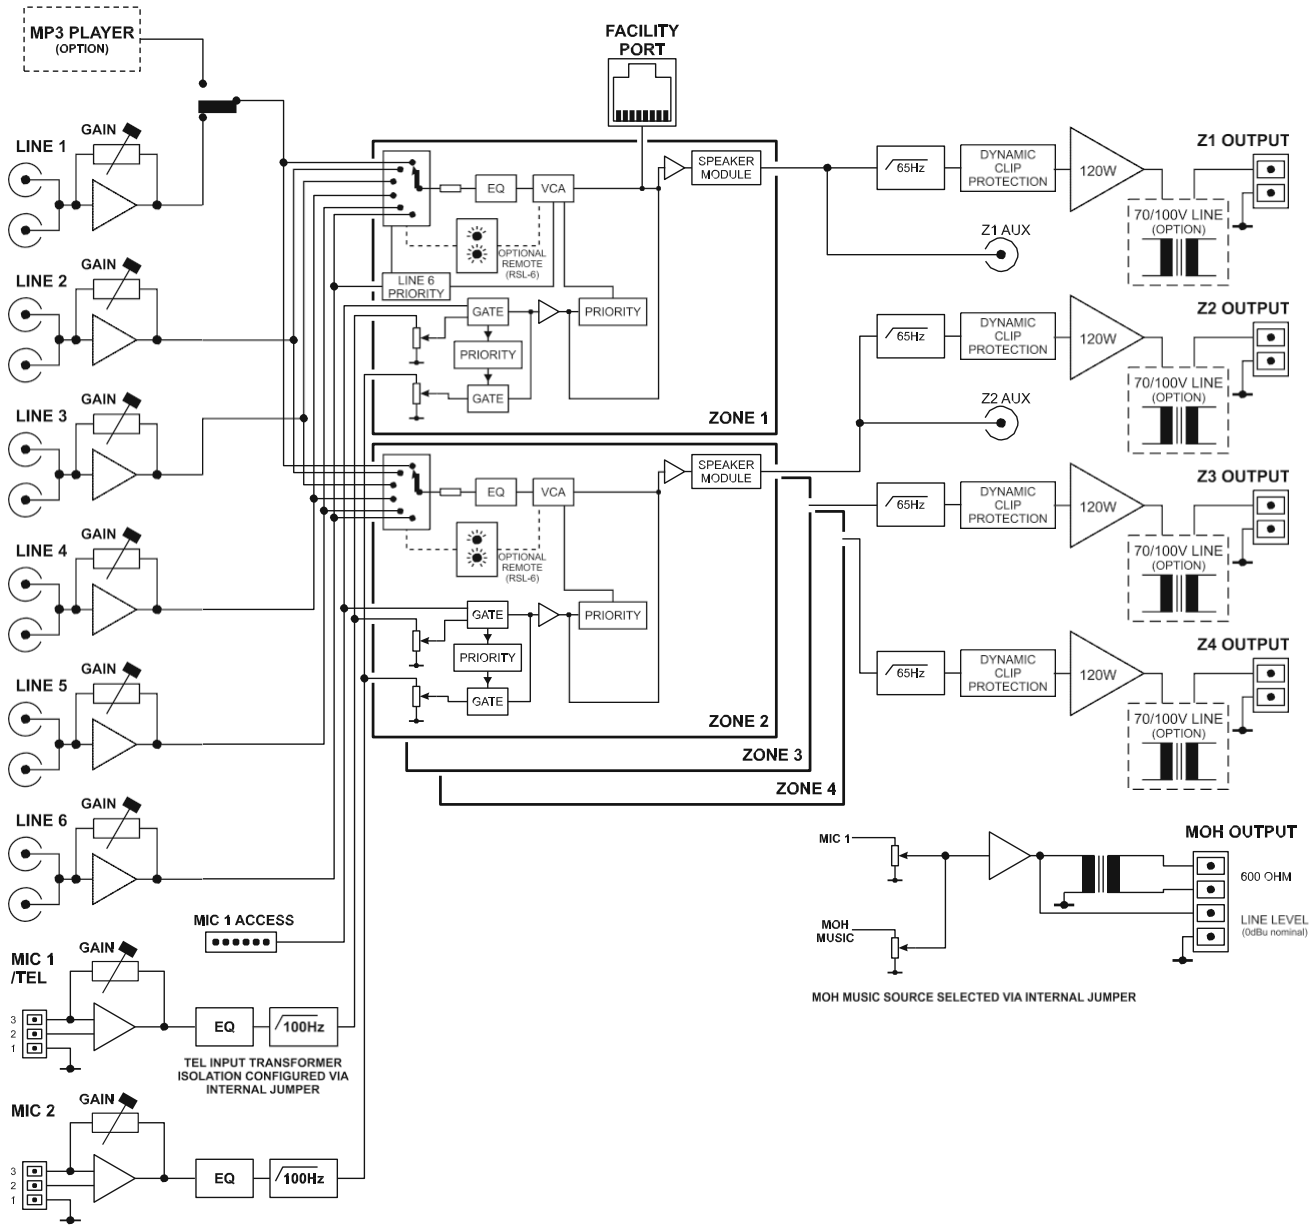 MP3 PLAYER
(OPTION)
FACILITY
PORT
GAIN
LINE 1
GAIN
LINE 2
GAIN
LINE 3
GAIN
LINE 4
GAIN
LINE 5
GAIN
LINE 6
MIC 1 ACCESS
MIC 1
/TEL
GAIN
3
2
1
EQ
100Hz
TEL INPUT TRANSFORMER
ISOLATION CONFIGURED VIA
INTERNAL JUMPER
MIC 2
GAIN
3
2
1
EQ
100Hz
EQ
VCA
SPEAKER
MODULE
OPTIONAL
REMOTE
(RSL-6)
LINE 6
PRIORITY
GATE
PRIORITY
PRIORITY
GATE
ZONE 1
EQ
VCA
SPEAKER
MODULE
OPTIONAL
REMOTE
(RSL-6)
GATE
PRIORITY
PRIORITY
GATE
ZONE 2
ZONE 3
ZONE 4
65Hz
DYNAMIC
CLIP
PROTECTION
120W
Z1 OUTPUT
70/100V LINE
(OPTION)
Z1 AUX
65Hz
DYNAMIC
CLIP
PROTECTION
120W
Z2 OUTPUT
70/100V LINE
(OPTION)
Z2 AUX
65Hz
DYNAMIC
CLIP
PROTECTION
120W
Z3 OUTPUT
70/100V LINE
(OPTION)
65Hz
DYNAMIC
CLIP
PROTECTION
120W
Z4 OUTPUT
70/100V LINE
(OPTION)
MIC 1
MOH
MUSIC
MOH OUTPUT
600 OHM
LINE LEVEL
(0dBu nominal)
MOH MUSIC SOURCE SELECTED VIA INTERNAL JUMPER